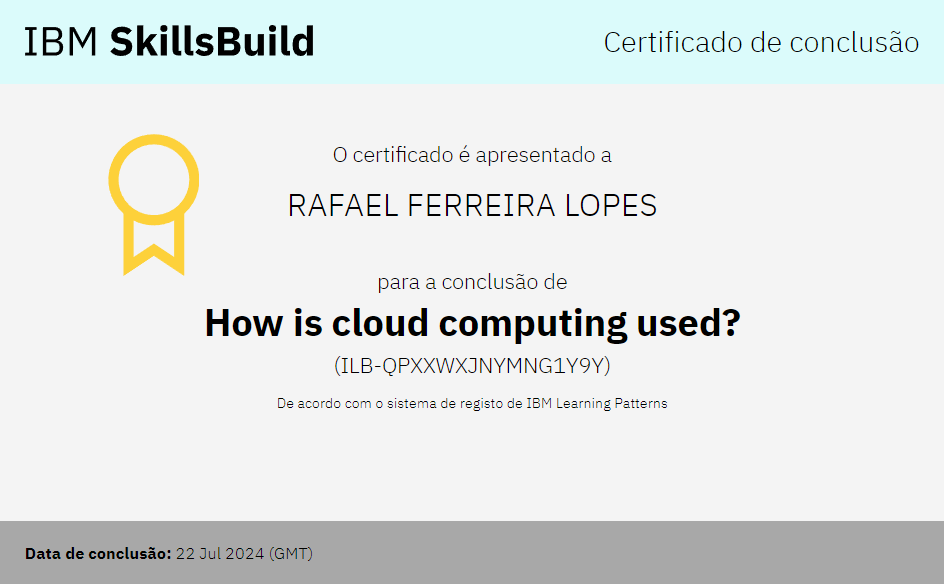 IBM SkillsBuild
Certificado de conclusão
O certificado é apresentado a
RAFAEL FERREIRA LOPES
para a conclusão de
How is cloud computing used?
(ILB-QPXXWXJNYMNG1Y9Y)
De acordo com o sistema de registo de IBM Learning Patterns
Data de conclusão: 22 Jul 2024 (GMT)